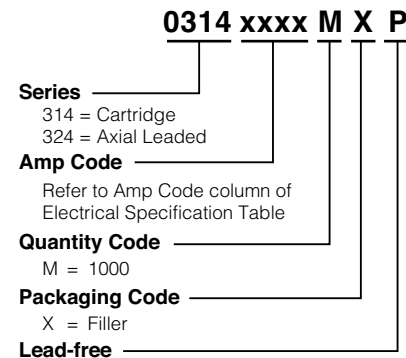 0314 xxxx M X P
Series
314 = Cartridge
324 = Axial Leaded
Amp Code
Refer to Amp Code column of
Electrical Specification Table
Quantity Code
M = 1000
Packaging Code
X = Filler
Lead-free